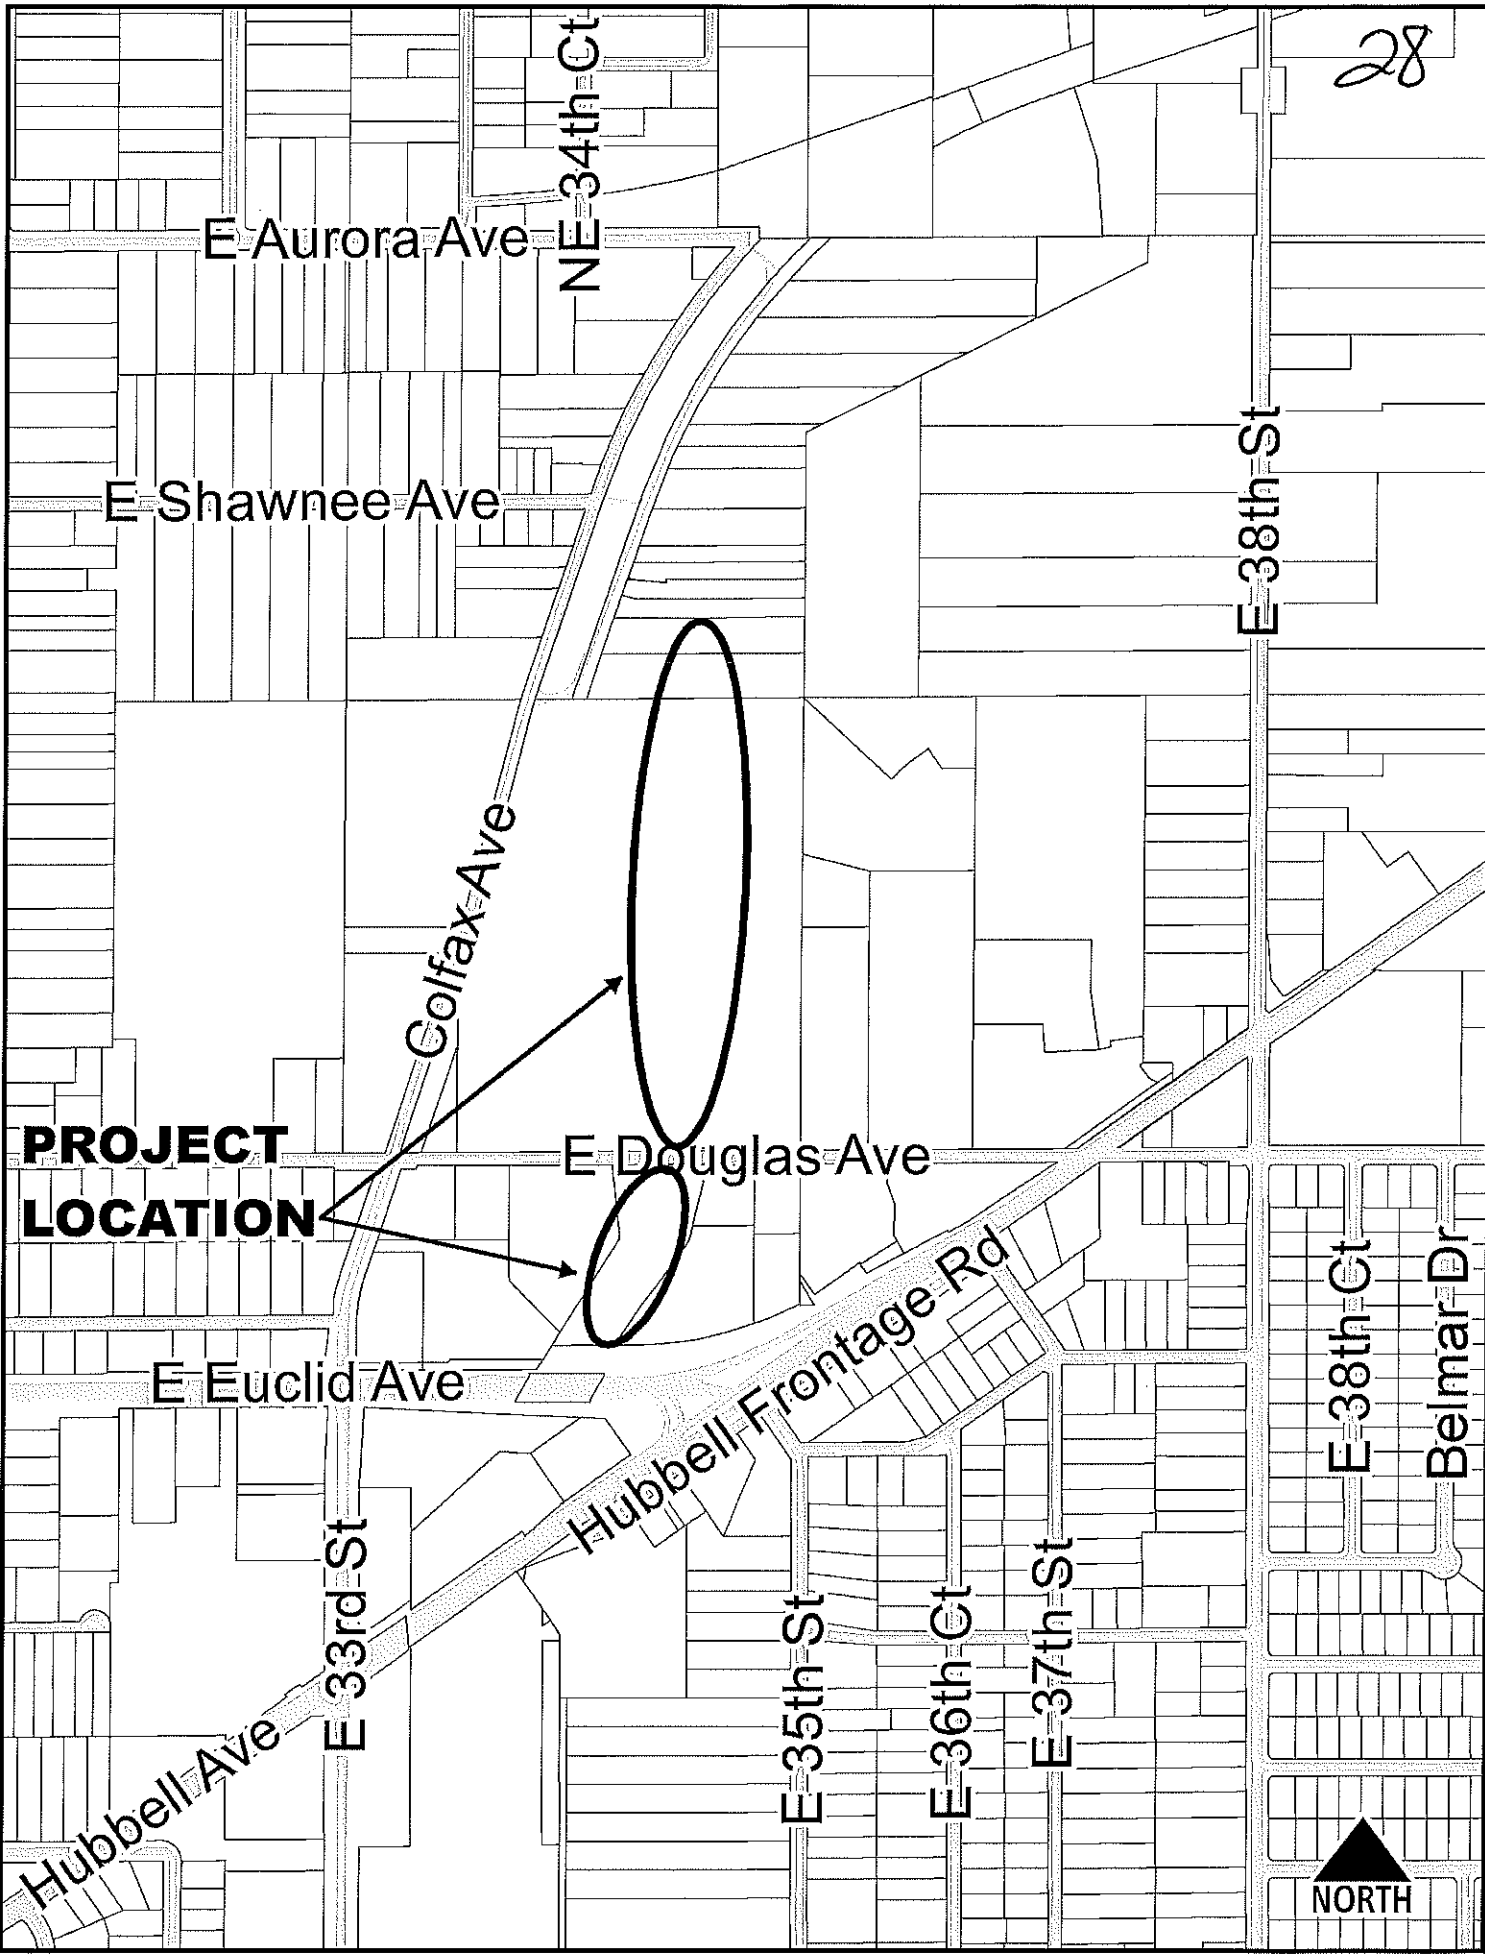 28
NE 34th Ct
E Aurora Ave
E Shawnee Ave
E 38th St
Colfax Ave
PROJECT
LOCATION
E Douglas Ave
E Euclid Ave
Hubbell Frontage Rd
E 38th Ct
Belmar Dr
E 33rd St
E 35th St
E 36th Ct
E 37th St
Hubbell Ave
NORTH